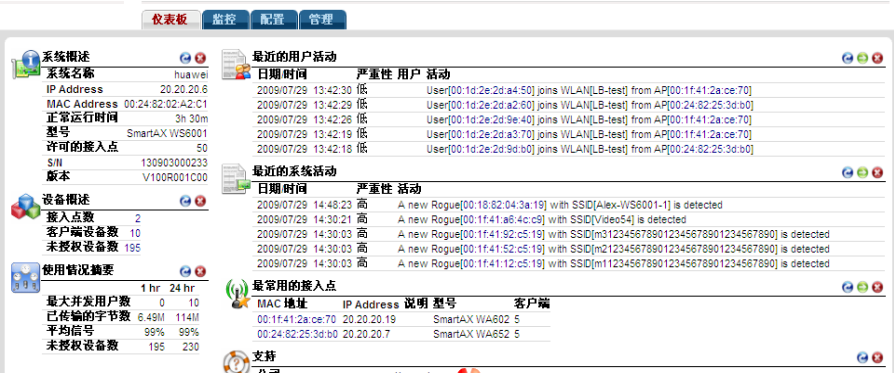 仪表板 监控 配置 管理
系统概述
系统名称 huawei
IP Address 20.20.20.6
MAC Address 00:24:82:02:A2:C1
正常运行时间 3h 30m
型号 SmartAX WS6001
许可的接入点 50
S/N 130903000233
版本 V100R001C00
设备概述
接入点数 2
客户端设备数 10
未授权设备数 195
使用情况摘要
1 hr 24 hr
最大并发用户数 0 10
已传输的字节数 6.49M 114M
平均信号 99% 99%
未授权设备数 195 230
最近的用户活动
日期/时间 严重性 用户 活动
2009/07/29 13:42:30 低 User[00:1d:2e:2d:a4:50] joins WLAN[LB-test] from AP[00:1f:41:2a:ce:70]
2009/07/29 13:42:29 低 User[00:1d:2e:2d:a2:60] joins WLAN[LB-test] from AP[00:24:82:25:3d:b0]
2009/07/29 13:42:26 低 User[00:1d:2e:2d:9e:40] joins WLAN[LB-test] from AP[00:1f:41:2a:ce:70]
2009/07/29 13:42:19 低 User[00:1d:2e:2d:a3:70] joins WLAN[LB-test] from AP[00:1f:41:2a:ce:70]
2009/07/29 13:42:18 低 User[00:1d:2e:2d:9d:b0] joins WLAN[LB-test] from AP[00:24:82:25:3d:b0]
最近的系统活动
日期/时间 严重性 活动
2009/07/29 14:48:23 高 A new Rogue[00:18:82:04:3a:19] with SSID[Alex-WS6001-1] is detected
2009/07/29 14:30:21 高 A new Rogue[00:1f:41:a6:4c:c9] with SSID[Video54] is detected
2009/07/29 14:30:03 高 A new Rogue[00:1f:41:92:c5:19] with SSID[m3123456789012345678901234567890] is detected
2009/07/29 14:30:03 高 A new Rogue[00:1f:41:52:c5:19] with SSID[m2123456789012345678901234567890] is detected
2009/07/29 14:30:03 高 A new Rogue[00:1f:41:12:c5:19] with SSID[m1123456789012345678901234567890] is detected
最常用的接入点
MAC 地址 IP Address 说明 型号 客户端
00:1f:41:2a:ce:70 20.20.20.19 SmartAX WA602 5
00:24:82:25:3d:b0 20.20.20.7 SmartAX WA652 5
支持